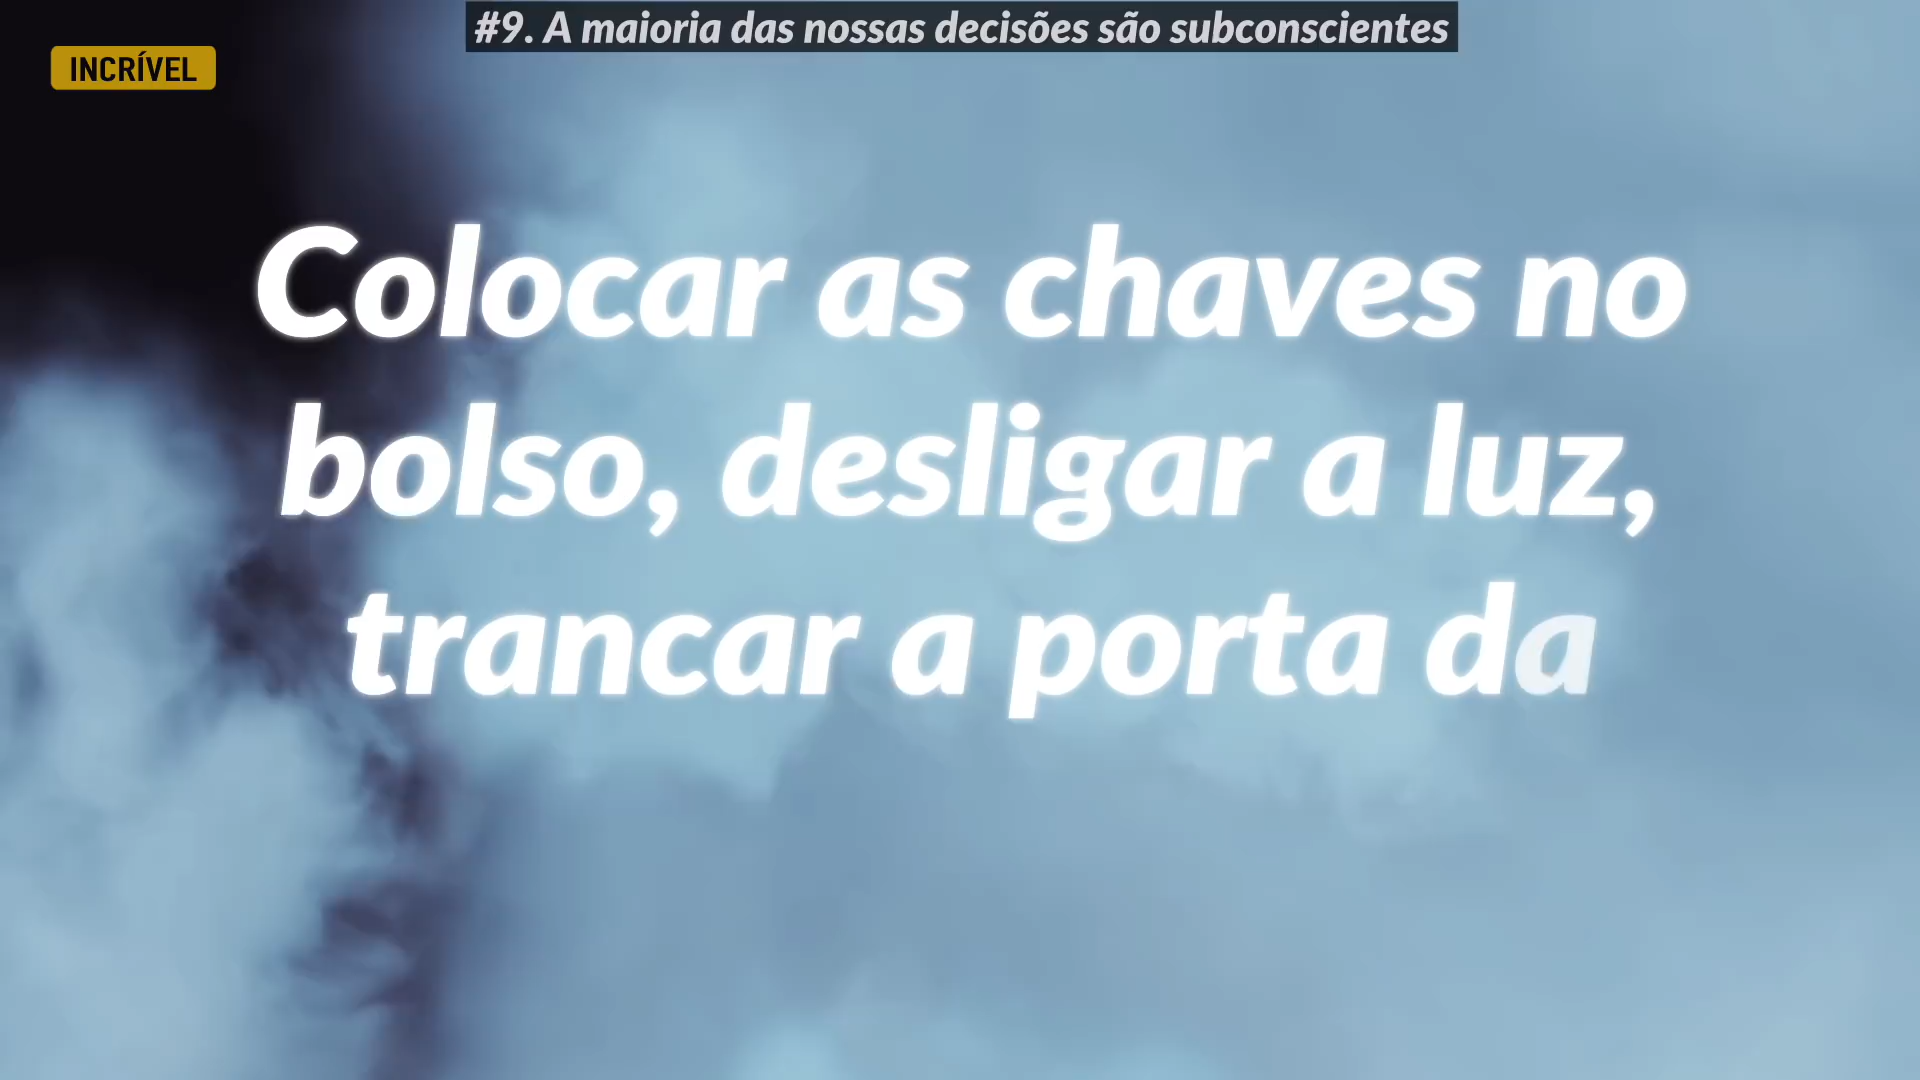 #9. A maioria das nossas decisões são subconscientes
INCRÍVEL
Colocar as chaves no
bolso, desligar a luz,
trancar a porta da